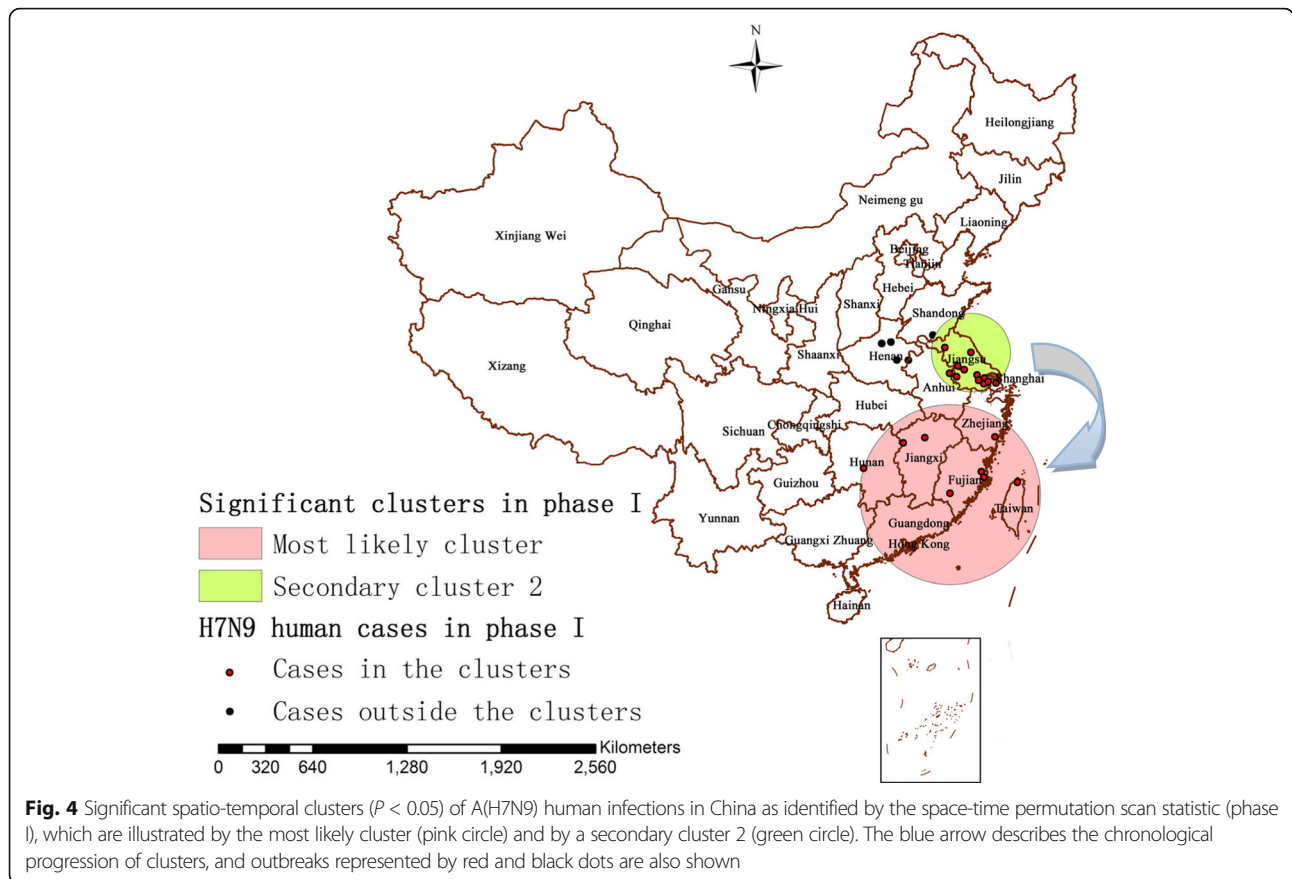 N
Heilongjiang
Jilin
Neimeng gu
Liaoning
Xinjiang Wei
Beijing
Tianjin
Gansu
Hebei
Ningxia Hui
Shanxi
Shandong
Qinghai
Henan
Jiangsu
Shaanxi
Xizang
Anhui
Shanghai
Hubei
Chongqingshi
Zhejiang
Sichuan
Hunan
Jiangxi
Guizhou
Fujian
Yunnan
Taiwan
Guangdong
Guangxi Zhuang
Hong Kong
Hainan
Significant clusters in phase I
Most likely cluster
Secondary cluster 2
H7N9 human cases in phase I
Cases in the clusters
Cases outside the clusters
Kilometers
0 320 640 1,280 1,920 2,560
Fig. 4 Significant spatio-temporal clusters (P < 0.05) of A(H7N9) human infections in China as identified by the space-time permutation scan statistic (phase
I), which are illustrated by the most likely cluster (pink circle) and by a secondary cluster 2 (green circle). The blue arrow describes the chronological
progression of clusters, and outbreaks represented by red and black dots are also shown